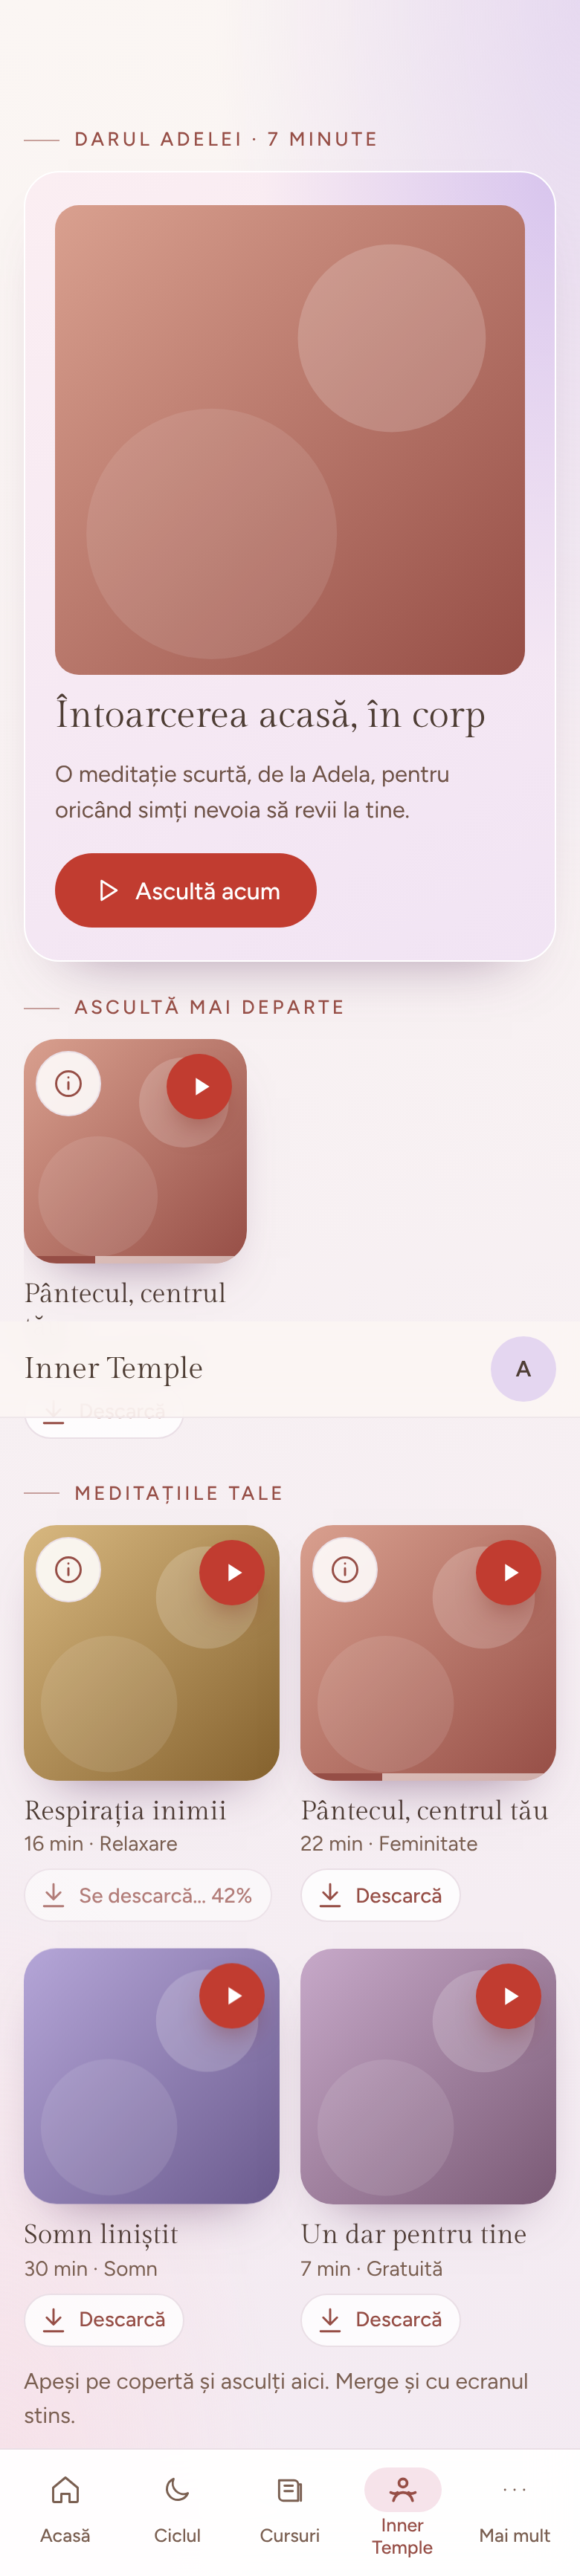 DARUL ADELEI · 7 MINUTE
Întoarcerea acasă, în corp
O meditație scurtă, de la Adela, pentru
oricând simți nevoia să revii la tine.
Ascultă acum
ASCULTĂ MAI DEPARTE
Pântecul, centrul
Inner Temple
A
Descarcă
MEDITAȚIILE TALE
Respirația inimii
16 min · Relaxare
Se descarcă... 42%
Pântecul, centrul tău
22 min · Feminitate
Descarcă
Somn liniștit
30 min · Somn
Descarcă
Un dar pentru tine
7 min · Gratuită
Descarcă
Apeși pe copertă și asculți aici. Merge și cu ecranul
stins.
Acasă
Ciclul
Cursuri
Inner
Temple
Mai mult